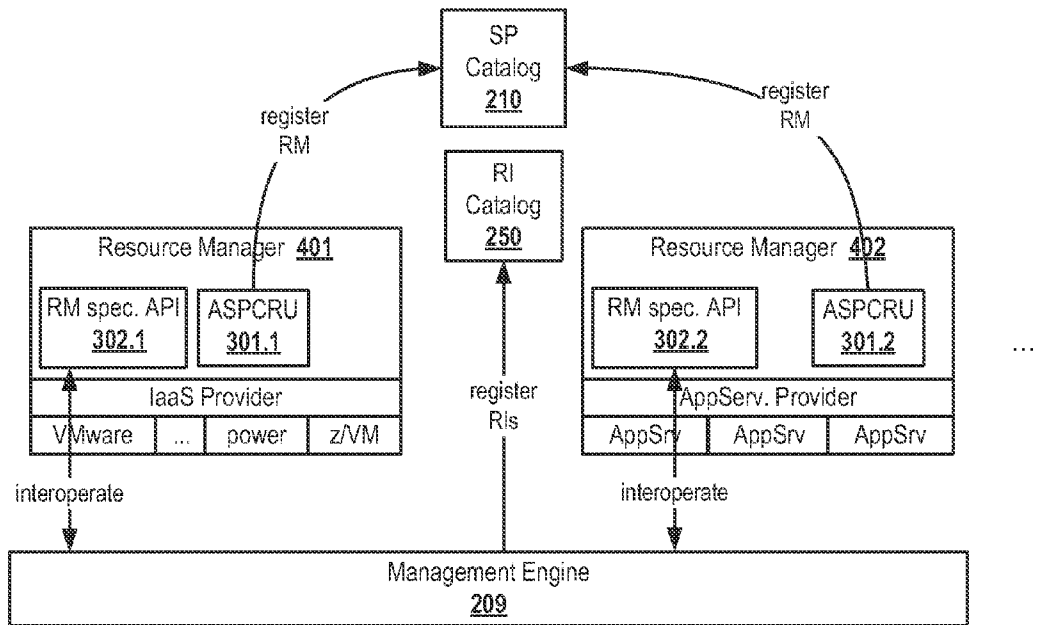 SP
Catalog
210
register
RM
register
RM
RI
Catalog
250
Resource Manager 401
RM spec. API
302.1
ASPCRU
301.1
IaaS Provider
VMware
...
power
z/VM
Resource Manager 402
RM spec. API
302.2
ASPCRU
301.2
AppServ. Provider
AppSrv
AppSrv
AppSrv
...
register
RIs
interoperate
interoperate
Management Engine
209